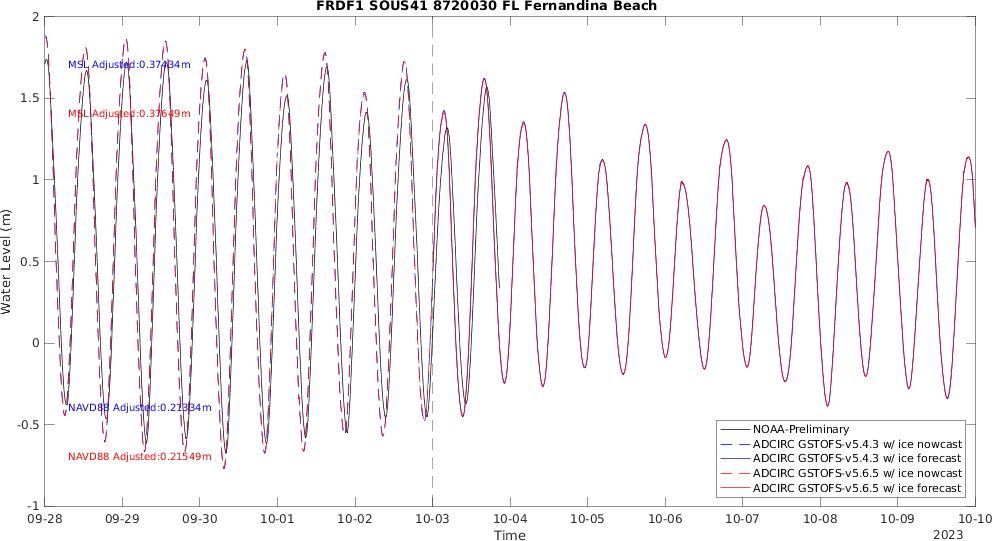 FRDF1 SOUS41 8720030 FL Fernandina Beach
2
1.5
1
0.5
0
-0.5
-1
Water Level (m)
MSL Adjusted:0.37434m
MSL Adjusted:0.37649m
NAVD88 Adjusted:0.21334m
NAVD88 Adjusted:0.21549m
NOAA-Preliminary
ADCIRC GSTOFS-v5.4.3 w/ ice nowcast
ADCIRC GSTOFS-v5.4.3 w/ ice forecast
ADCIRC GSTOFS-v5.6.5 w/ ice nowcast
ADCIRC GSTOFS-v5.6.5 w/ ice forecast
09-28 09-29 09-30 10-01 10-02 10-03 10-04 10-05 10-06 10-07 10-08 10-09 10-10
Time
2023